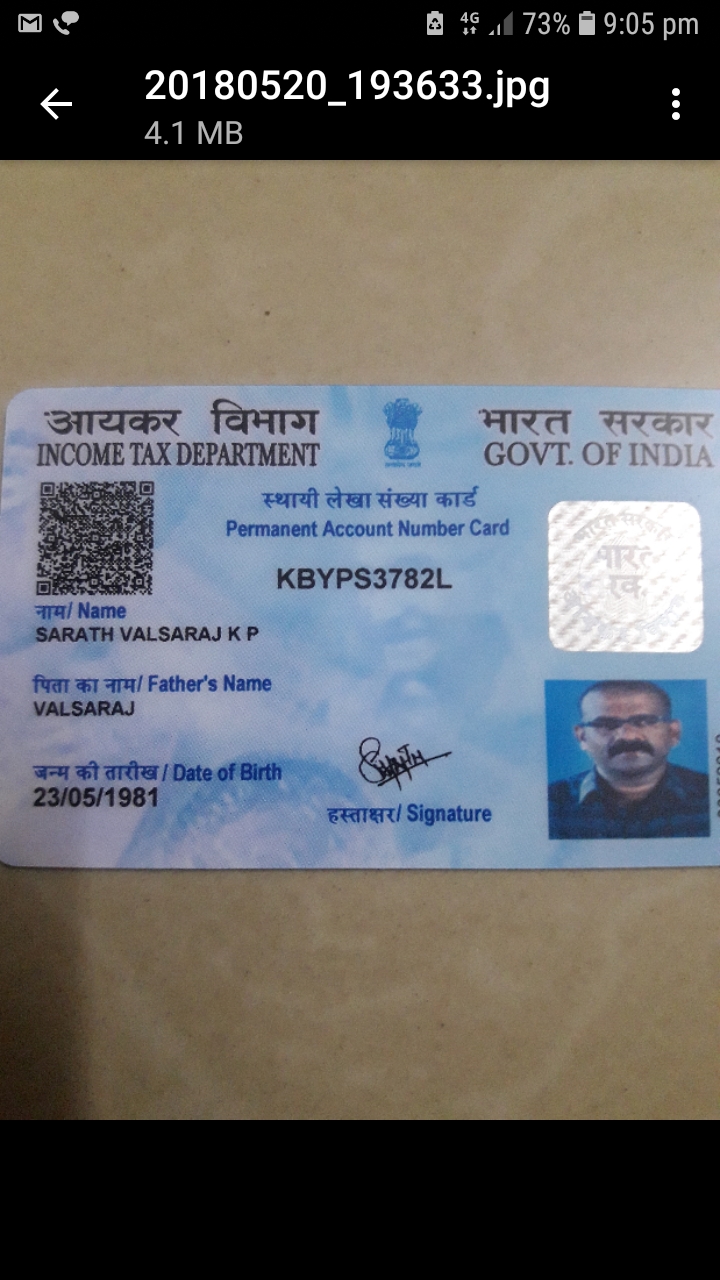 4G 73% 9:05 pm
20180520_193633.jpg
4.1 MB
आयकर विभाग
INCOME TAX DEPARTMENT
भारत सरकार
GOVT. OF INDIA
स्थायी लेखा संख्या कार्ड
Permanent Account Number Card
KBYPS3782L
नाम/ Name
SARATH VALSARAJ K P
पिता का नाम/ Father's Name
VALSARAJ
जन्म की तारीख / Date of Birth
23/05/1981
हस्ताक्षर/ Signature